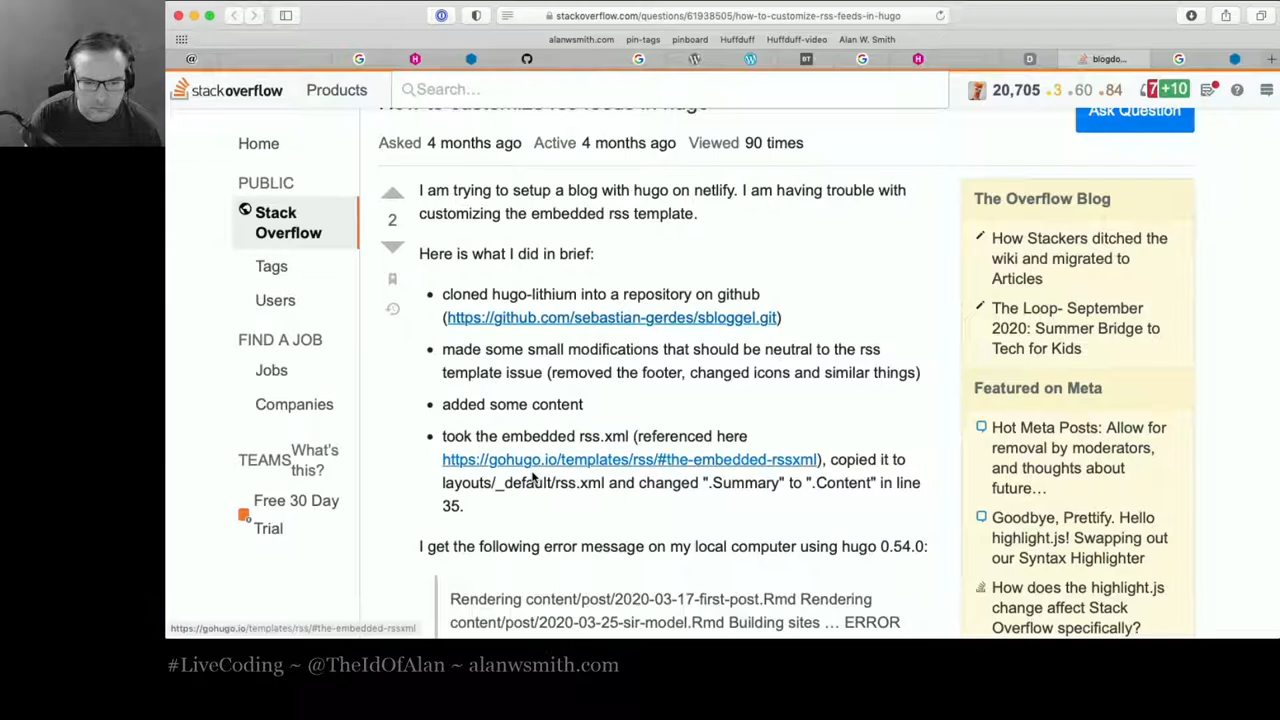 stackoverflow.com/questions/61938505/how-to-customize-rss-feeds-in-hugo
alanwsmith.com pin-tags pinboard Huffduff Huffduff-video Alan W. Smith
blogdo...
stackoverflow Products Search... 20,705 3 60 84 7 +10
How to customize rss feeds in hugo
Ask Question
Asked 4 months ago Active 4 months ago Viewed 90 times
Home
PUBLIC
Stack
Overflow
Tags
Users
FIND A JOB
Jobs
Companies
TEAMS What's
this?
Free 30 Day
Trial
2
I am trying to setup a blog with hugo on netlify. I am having trouble with
customizing the embedded rss template.
Here is what I did in brief:
• cloned hugo-lithium into a repository on github
(https://github.com/sebastian-gerdes/sbloggel.git)
• made some small modifications that should be neutral to the rss
template issue (removed the footer, changed icons and similar things)
• added some content
• took the embedded rss.xml (referenced here
https://gohugo.io/templates/rss/#the-embedded-rssxml), copied it to
layouts/_default/rss.xml and changed ".Summary" to ".Content" in line
35.
I get the following error message on my local computer using hugo 0.54.0:
Rendering content/post/2020-03-17-first-post.Rmd Rendering
content/post/2020-03-25-sir-model.Rmd Building sites … ERROR
The Overflow Blog
How Stackers ditched the
wiki and migrated to
Articles
The Loop- September
2020: Summer Bridge to
Tech for Kids
Featured on Meta
Hot Meta Posts: Allow for
removal by moderators,
and thoughts about
future…
Goodbye, Prettify. Hello
highlight.js! Swapping out
our Syntax Highlighter
How does the highlight.js
change affect Stack
Overflow specifically?
https://gohugo.io/templates/rss/#the-embedded-rssxml
#LiveCoding ~ @TheIdOfAlan ~ alanwsmith.com